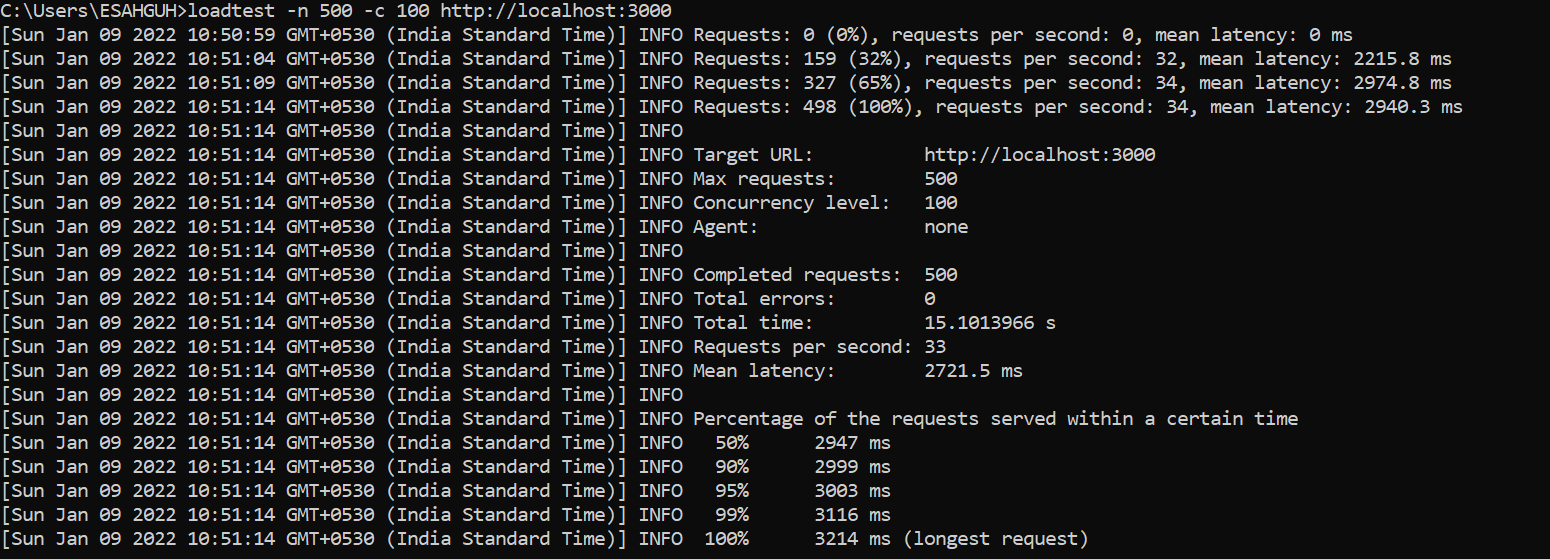 C:\Users\ESAHGUH>loadtest -n 500 -c 100 http://localhost:3000
[Sun Jan 09 2022 10:50:59 GMT+0530 (India Standard Time)] INFO Requests: 0 (0%), requests per second: 0, mean latency: 0 ms
[Sun Jan 09 2022 10:51:04 GMT+0530 (India Standard Time)] INFO Requests: 159 (32%), requests per second: 32, mean latency: 2215.8 ms
[Sun Jan 09 2022 10:51:09 GMT+0530 (India Standard Time)] INFO Requests: 327 (65%), requests per second: 34, mean latency: 2974.8 ms
[Sun Jan 09 2022 10:51:14 GMT+0530 (India Standard Time)] INFO Requests: 498 (100%), requests per second: 34, mean latency: 2940.3 ms
[Sun Jan 09 2022 10:51:14 GMT+0530 (India Standard Time)] INFO
[Sun Jan 09 2022 10:51:14 GMT+0530 (India Standard Time)] INFO Target URL:          http://localhost:3000
[Sun Jan 09 2022 10:51:14 GMT+0530 (India Standard Time)] INFO Max requests:        500
[Sun Jan 09 2022 10:51:14 GMT+0530 (India Standard Time)] INFO Concurrency level:   100
[Sun Jan 09 2022 10:51:14 GMT+0530 (India Standard Time)] INFO Agent:               none
[Sun Jan 09 2022 10:51:14 GMT+0530 (India Standard Time)] INFO
[Sun Jan 09 2022 10:51:14 GMT+0530 (India Standard Time)] INFO Completed requests:  500
[Sun Jan 09 2022 10:51:14 GMT+0530 (India Standard Time)] INFO Total errors:        0
[Sun Jan 09 2022 10:51:14 GMT+0530 (India Standard Time)] INFO Total time:          15.1013966 s
[Sun Jan 09 2022 10:51:14 GMT+0530 (India Standard Time)] INFO Requests per second: 33
[Sun Jan 09 2022 10:51:14 GMT+0530 (India Standard Time)] INFO Mean latency:        2721.5 ms
[Sun Jan 09 2022 10:51:14 GMT+0530 (India Standard Time)] INFO
[Sun Jan 09 2022 10:51:14 GMT+0530 (India Standard Time)] INFO Percentage of the requests served within a certain time
[Sun Jan 09 2022 10:51:14 GMT+0530 (India Standard Time)] INFO   50%      2947 ms
[Sun Jan 09 2022 10:51:14 GMT+0530 (India Standard Time)] INFO   90%      2999 ms
[Sun Jan 09 2022 10:51:14 GMT+0530 (India Standard Time)] INFO   95%      3003 ms
[Sun Jan 09 2022 10:51:14 GMT+0530 (India Standard Time)] INFO   99%      3116 ms
[Sun Jan 09 2022 10:51:14 GMT+0530 (India Standard Time)] INFO  100%      3214 ms (longest request)